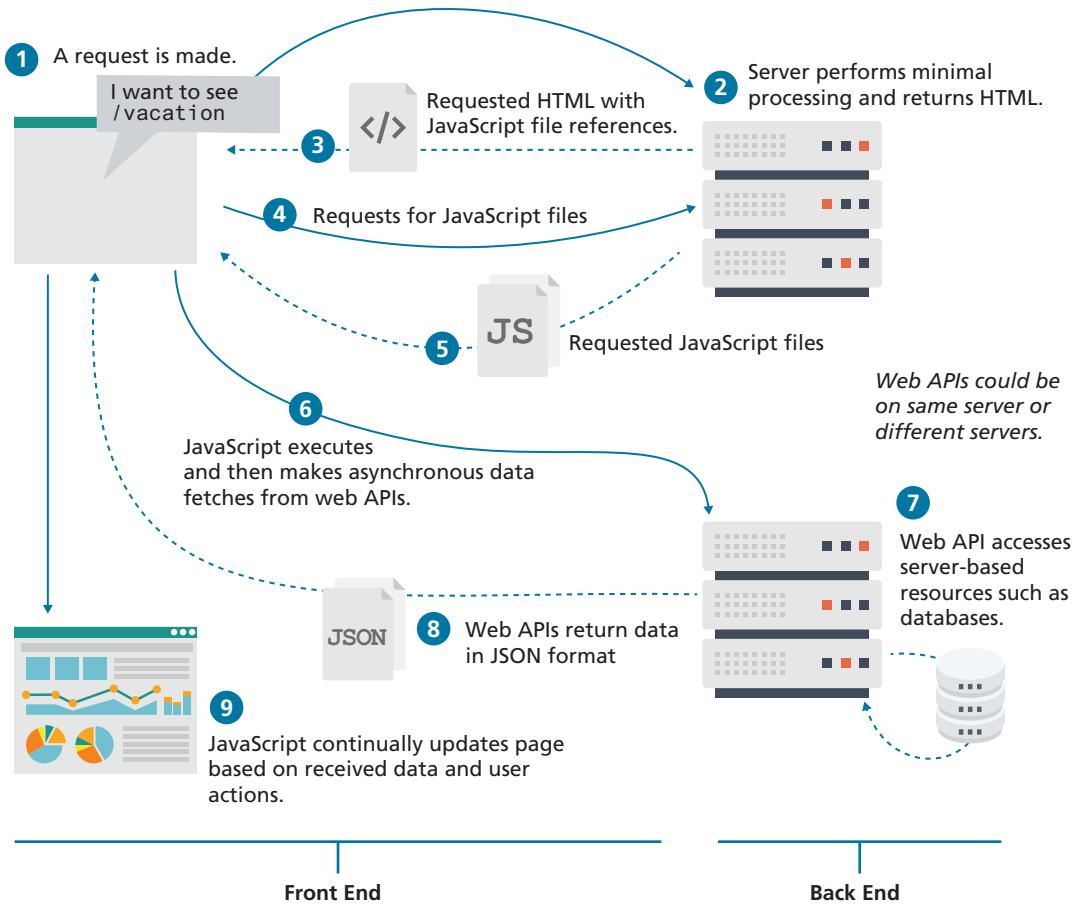 1
A request is made.
I want to see
/vacation
2
Server performs minimal
processing and returns HTML.
</>
Requested HTML with
JavaScript file references.
3
4
Requests for JavaScript files
5
JS
Requested JavaScript files
Web APIs could be
on same server or
different servers.
6
JavaScript executes
and then makes asynchronous data
fetches from web APIs.
7
Web API accesses
server-based
resources such as
databases.
JSON
8
Web APIs return data
in JSON format
9
JavaScript continually updates page
based on received data and user
actions.
Front End
Back End